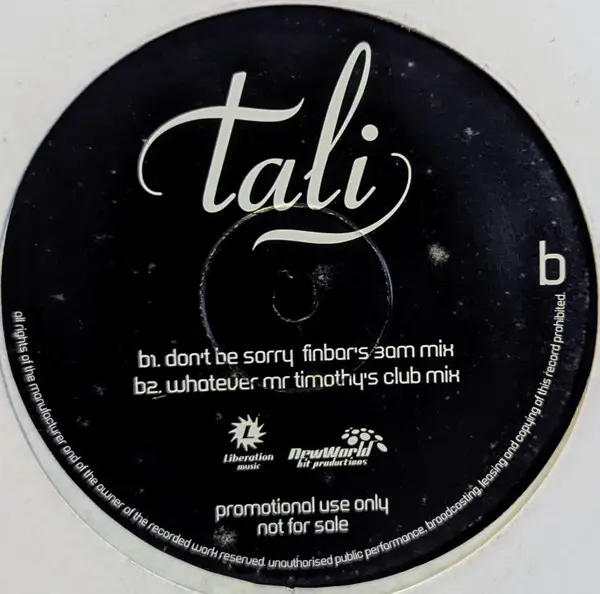 tali
b
b1. don't be sorry finbar's 3am mix
b2. whatever mr timothy's club mix
L
Liberation
music
NewWorld
hit productions
promotional use only
not for sale
all rights of the manufacturer and of the owner of the recorded work reserved. unauthorised public performance, broadcasting, leasing and copying of this record prohibited.